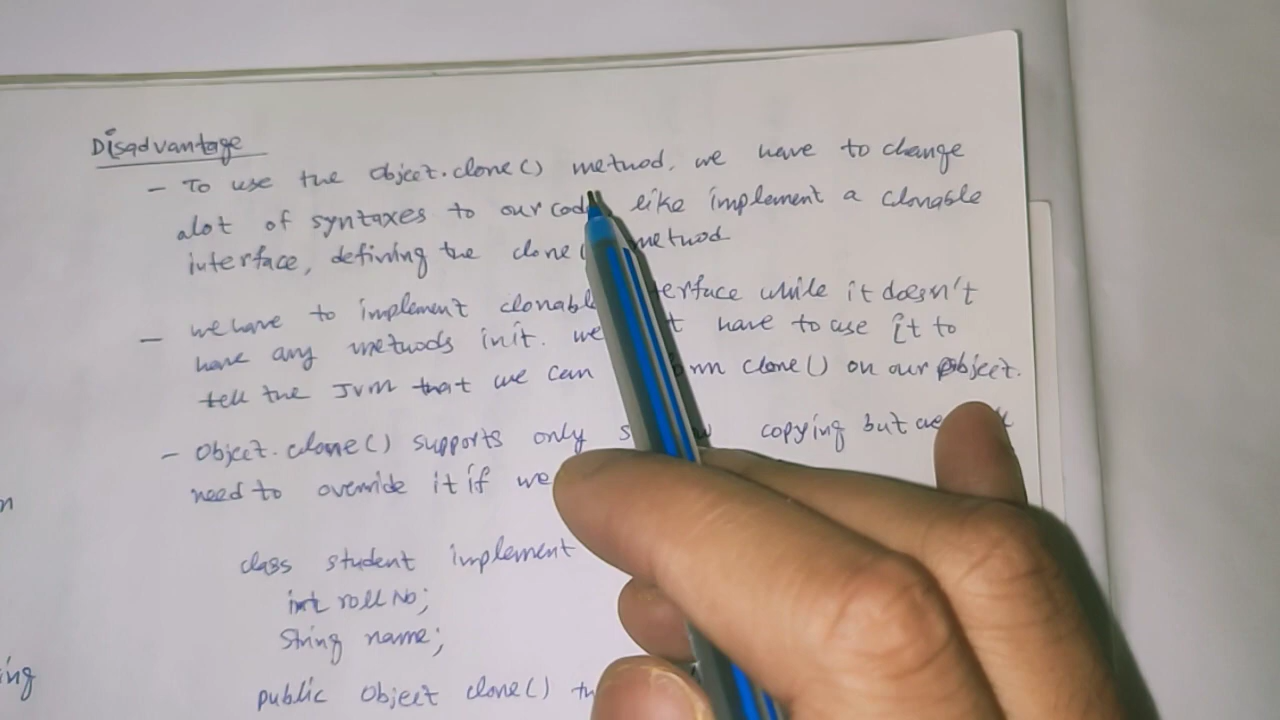 Disadvantage
- To use the Object.clone() method, we have to change
alot of syntaxes to our code like implement a clonable
interface, defining the clone( method
- we have to implement clonable while it doesn't
have any methods in it. we have to use it to
tell the JVM that we can clone() on our object.
- Object.clone() supports only copying but we
need to override it if we
class student implement
int roll No;
String name;
public Object clone()